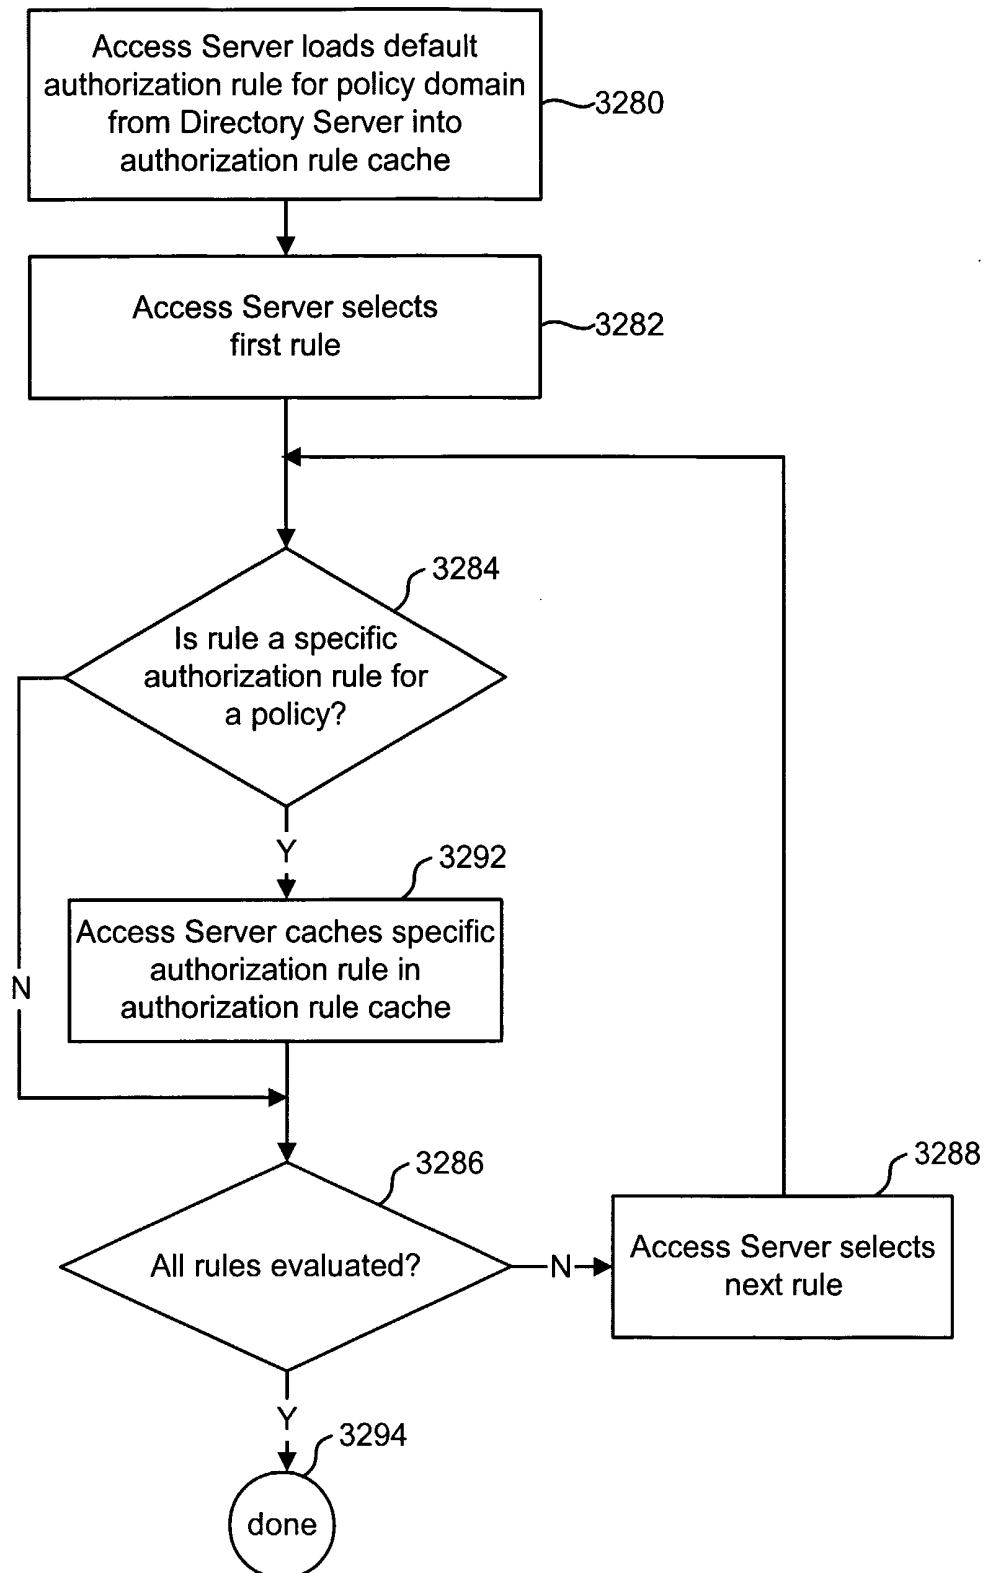 Access Server loads default
authorization rule for policy domain
from Directory Server into
authorization rule cache
3280
Access Server selects
first rule
3282
3284
Is rule a specific
authorization rule for
a policy?
Y
3292
Access Server caches specific
authorization rule in
authorization rule cache
N
3286
All rules evaluated?
N
3288
Access Server selects
next rule
Y
3294
done